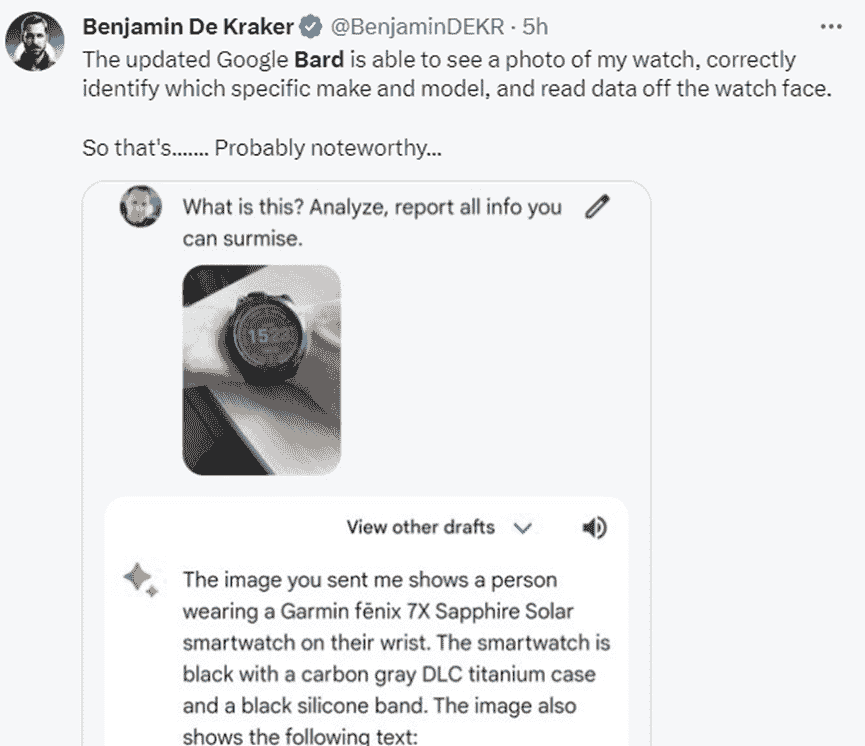 Benjamin De Kraker @BenjaminDEKR · 5h
The updated Google Bard is able to see a photo of my watch, correctly
identify which specific make and model, and read data off the watch face.
So that's....... Probably noteworthy...
What is this? Analyze, report all info you
can surmise.
View other drafts
The image you sent me shows a person
wearing a Garmin fēnix 7X Sapphire Solar
smartwatch on their wrist. The smartwatch is
black with a carbon gray DLC titanium case
and a black silicone band. The image also
shows the following text: